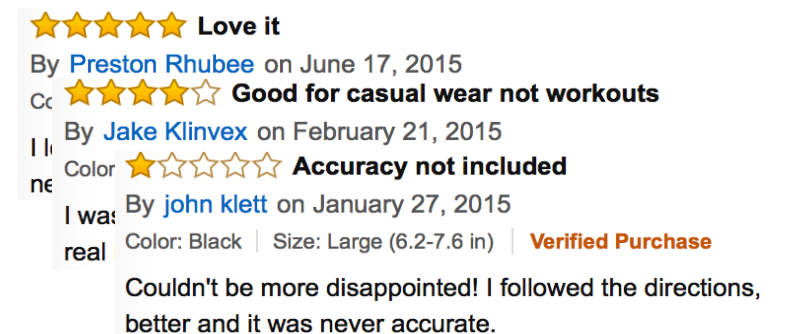 Love it
By Preston Rhubee on June 17, 2015
Good for casual wear not workouts
By Jake Klinvex on February 21, 2015
I
Color
Accuracy not included
By john klett on January 27, 2015
I was
real
Color: Black Size: Large (6.2-7.6 in) Verified Purchase
Couldn't be more disappointed! I followed the directions,
better and it was never accurate.